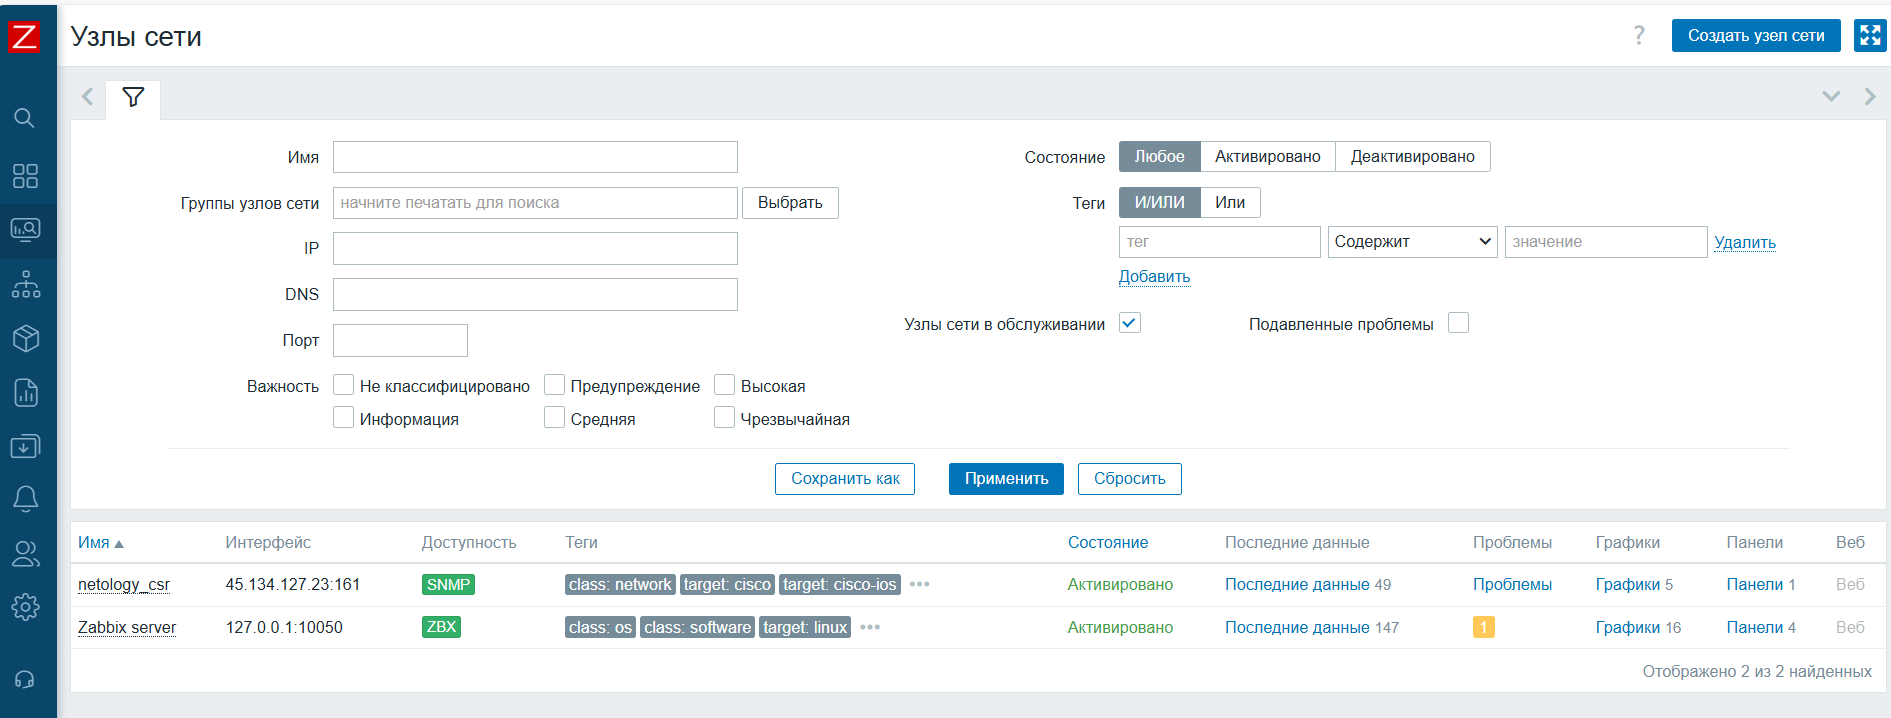 Z
Узлы сети
?
Создать узел сети
Имя
Группы узлов сети начните печатать для поиска Выбрать
IP
DNS
Порт
Важность Не классифицировано Предупреждение Высокая
Информация Средняя Чрезвычайная
Состояние Любое Активировано Деактивировано
Теги И/ИЛИ Или
тег Содержит значение Удалить
Добавить
Узлы сети в обслуживании Подавленные проблемы
Сохранить как Применить Сбросить
Имя Интерфейс Доступность Теги Состояние Последние данные Проблемы Графики Панели Веб
netology_csr 45.134.127.23:161 SNMP class: network target: cisco target: cisco-ios ••• Активировано Последние данные 49 Проблемы Графики 5 Панели 1 Веб
Zabbix server 127.0.0.1:10050 ZBX class: os class: software target: linux ••• Активировано Последние данные 147 1 Графики 16 Панели 4 Веб
Отображено 2 из 2 найденных